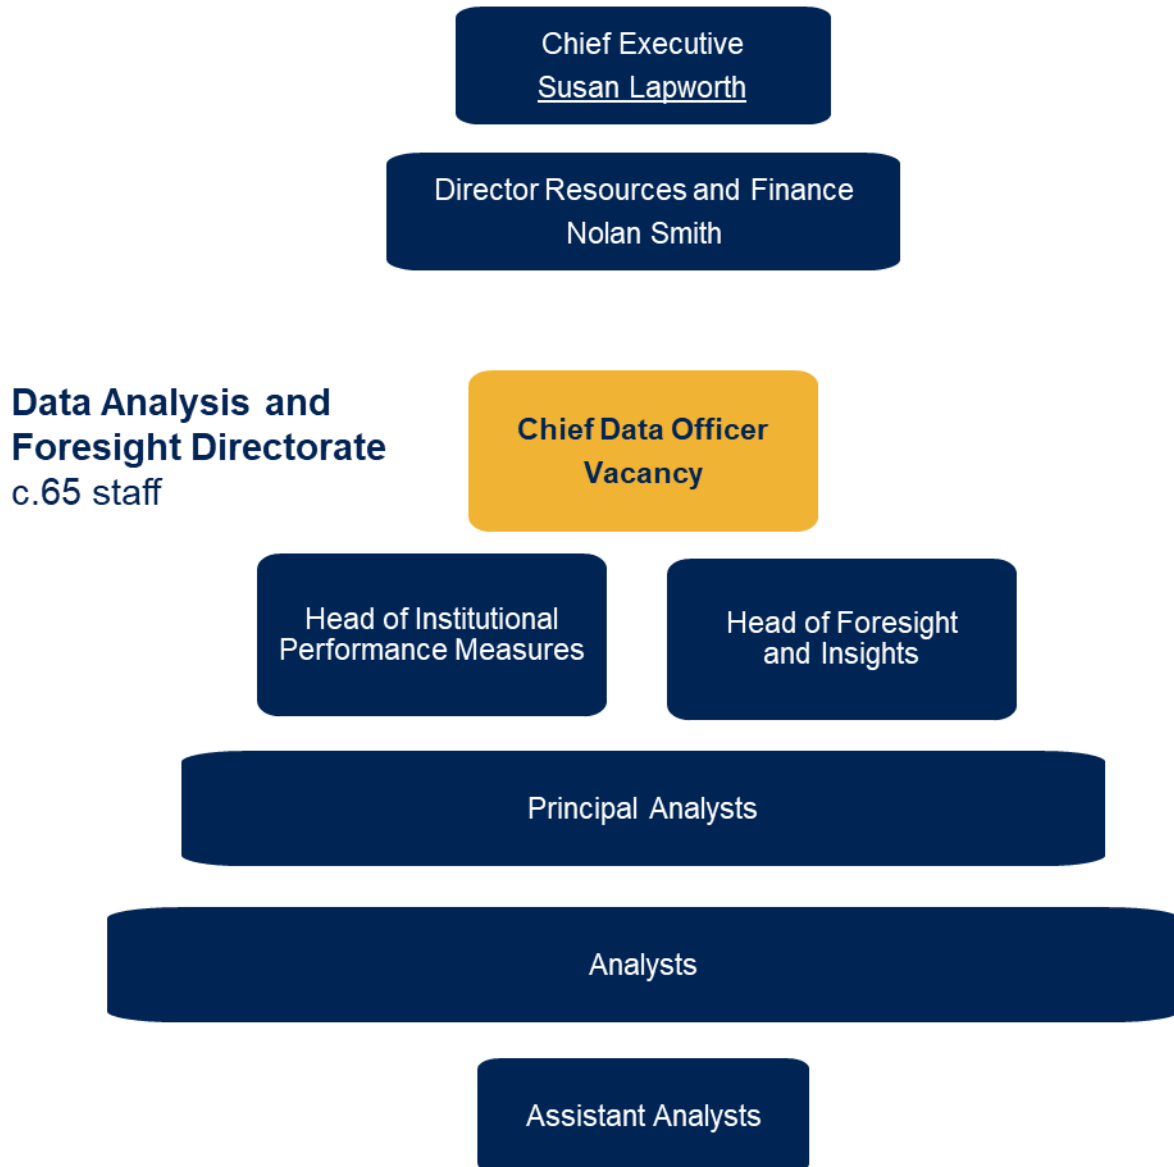 Chief Executive
Susan Lapworth
Director Resources and Finance
Nolan Smith
Data Analysis and
Foresight Directorate
c.65 staff
Chief Data Officer
Vacancy
Head of Institutional
Performance Measures
Head of Foresight
and Insights
Principal Analysts
Analysts
Assistant Analysts